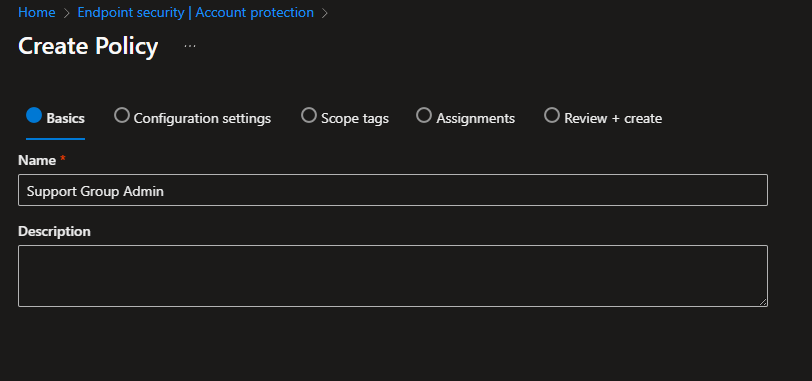 Home > Endpoint security | Account protection >
Create Policy ...
Basics Configuration settings Scope tags Assignments Review + create
Name *
Support Group Admin
Description